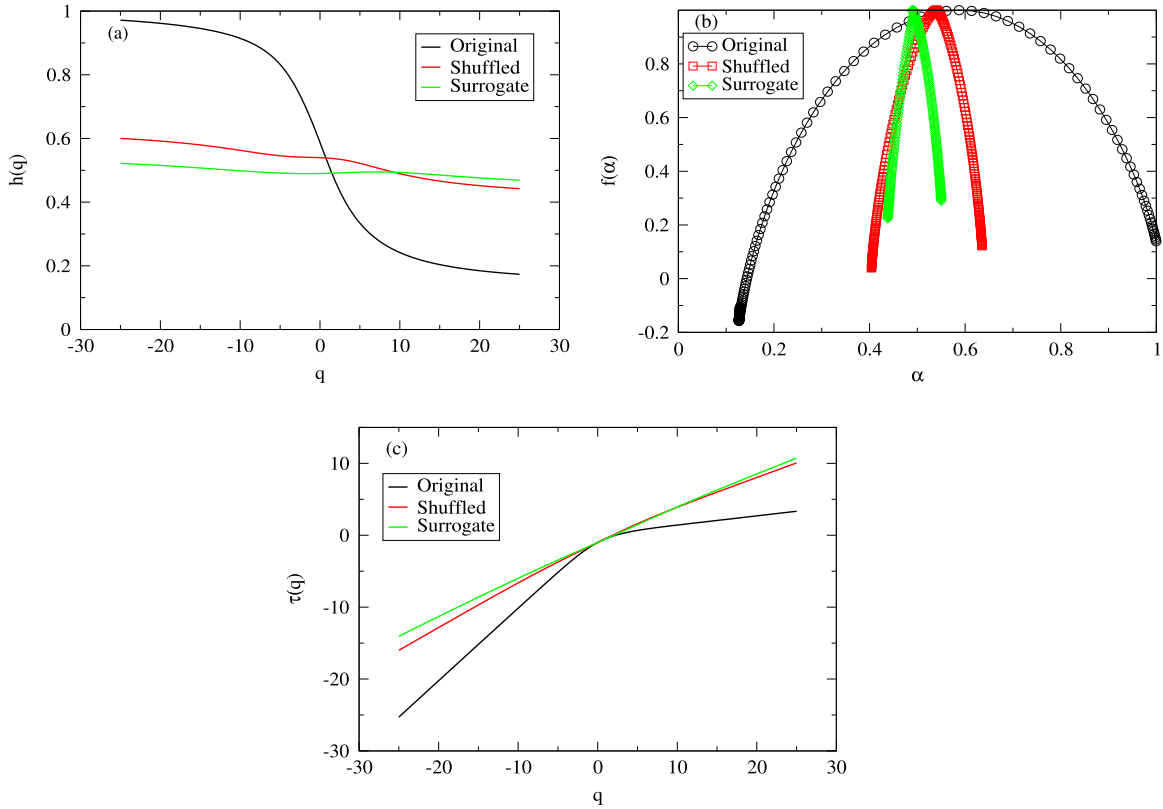 (a)
Original
Shuffled
Surrogate
1
0.8
0.6
0.4
0.2
0
h(q)
-30 -20 -10 0 10 20 30
q
(b)
Original
Shuffled
Surrogate
0.8
0.6
0.4
0.2
0
-0.2
f(α)
0 0.2 0.4 0.6 0.8 1
α
(c)
Original
Shuffled
Surrogate
10
0
-10
-20
-30
τ(q)
-30 -20 -10 0 10 20 30
q